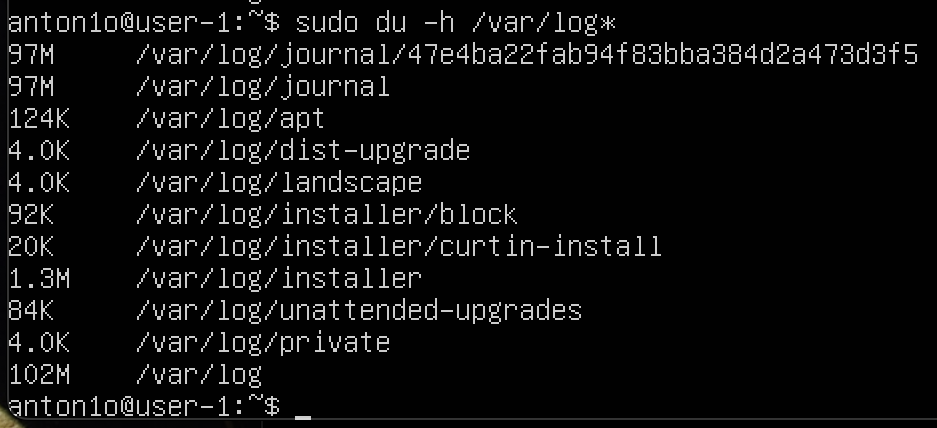 anton1o@user-1:~$ sudo du -h /var/log*
97M /var/log/journal/47e4ba22fab94f83bba384d2a473d3f5
97M /var/log/journal
124K /var/log/apt
4.0K /var/log/dist-upgrade
4.0K /var/log/landscape
92K /var/log/installer/block
20K /var/log/installer/curtin-install
1.3M /var/log/installer
84K /var/log/unattended-upgrades
4.0K /var/log/private
102M /var/log
anton1o@user-1:~$ _